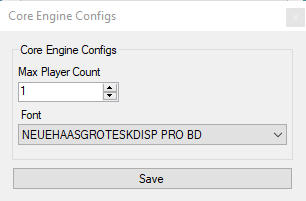 Core Engine Configs
Core Engine Configs
Max Player Count
1
Font
NEUEHAASGROTESKDISP PRO BD
Save